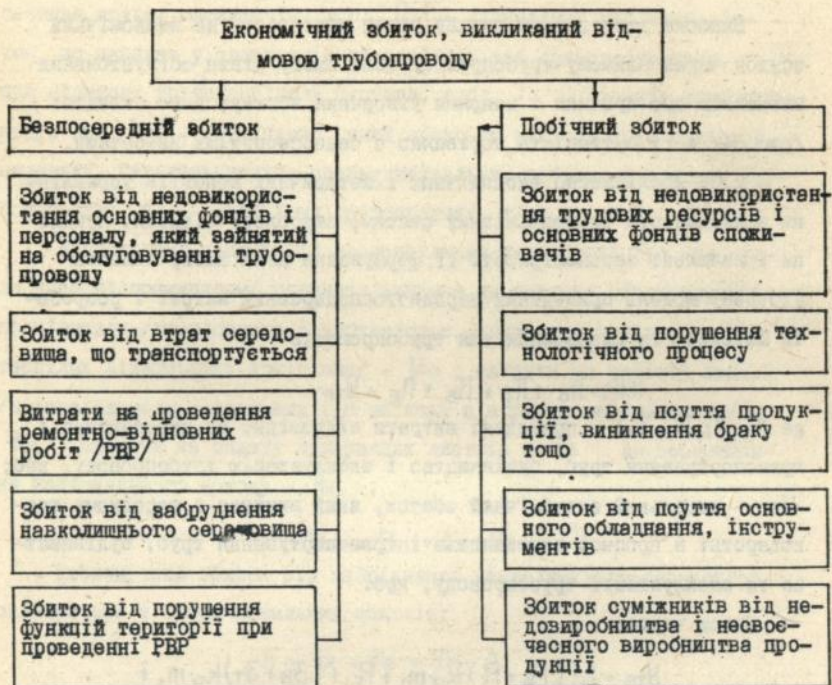 Економічний збиток, викликаний від-
мовою трубопроводу
Безпосередній збиток
Збиток від недовикорис-
тання основних фондів і
персоналу, який зайнятий
на обслуговуванні трубо-
проводу
Збиток від втрат середо-
вища, що транспортується
Витрати на проведення
ремонтно-відновних
робіт /РВР/
Збиток від забруднення
навколишнього середовища
Збиток від порушення
функцій території при
проведенні РВР
Побічний збиток
Збиток від недовикористан-
ня трудових ресурсів і
основних фондів спожи-
вачів
Збиток від порушення тех-
нологічного процесу
Збиток від псуття продук-
ції, виникнення браку
тощо
Збиток від псуття основ-
ного обладнання, інстру-
ментів
Збиток суміжників від не-
довиробництва і несвоє-
часного виробництва про-
дукції